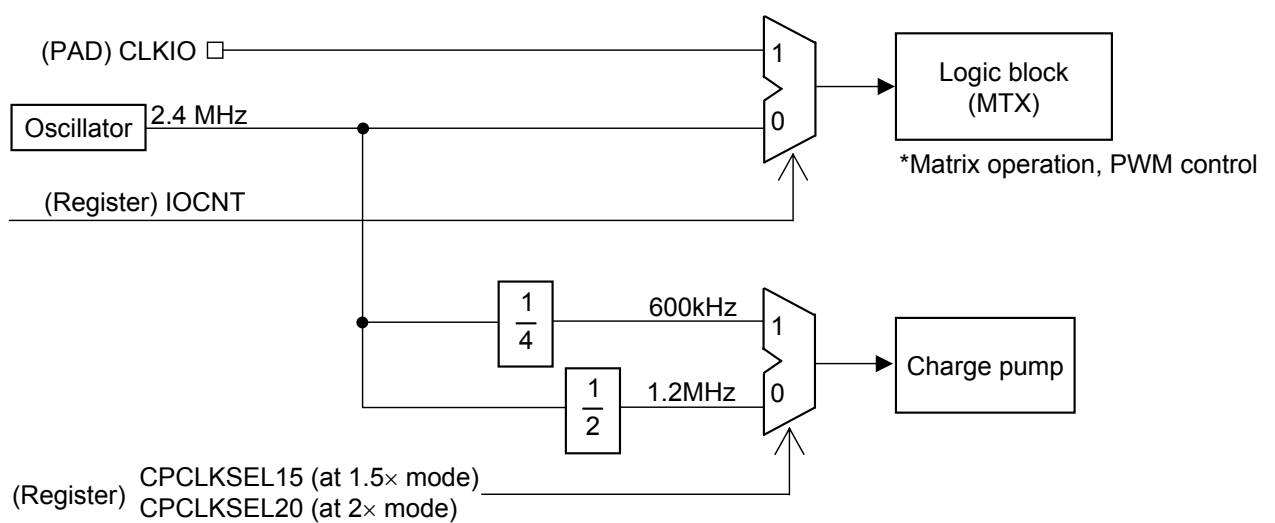 (PAD) CLKIO
1
Logic block
(MTX)
Oscillator
2.4 MHz
0
*Matrix operation, PWM control
(Register) IOCNT
1
4
600kHz
1
Charge pump
1
2
1.2MHz
0
(Register)
CPCLKSEL15 (at 1.5× mode)
CPCLKSEL20 (at 2× mode)